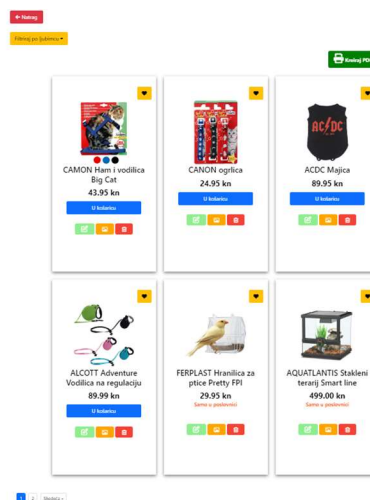 ← Natrag
Filtriraj po ljubimcu
Kreiraj PDF
CAMON Ham i vodilica
Big Cat
43.95 kn
U košaricu
CANON ogrlica
24.95 kn
U košaricu
AC DC
ACDC Majica
89.95 kn
U košaricu
ALCOTT Adventure
Vodilica na regulaciju
89.99 kn
U košaricu
FERPLAST Hranilica za
ptice Pretty FPI
29.95 kn
Samo u poslovnici
AQUATLANTIS Stakleni
terarij Smart line
499.00 kn
Samo u poslovnici
1 2 Sljedeća »